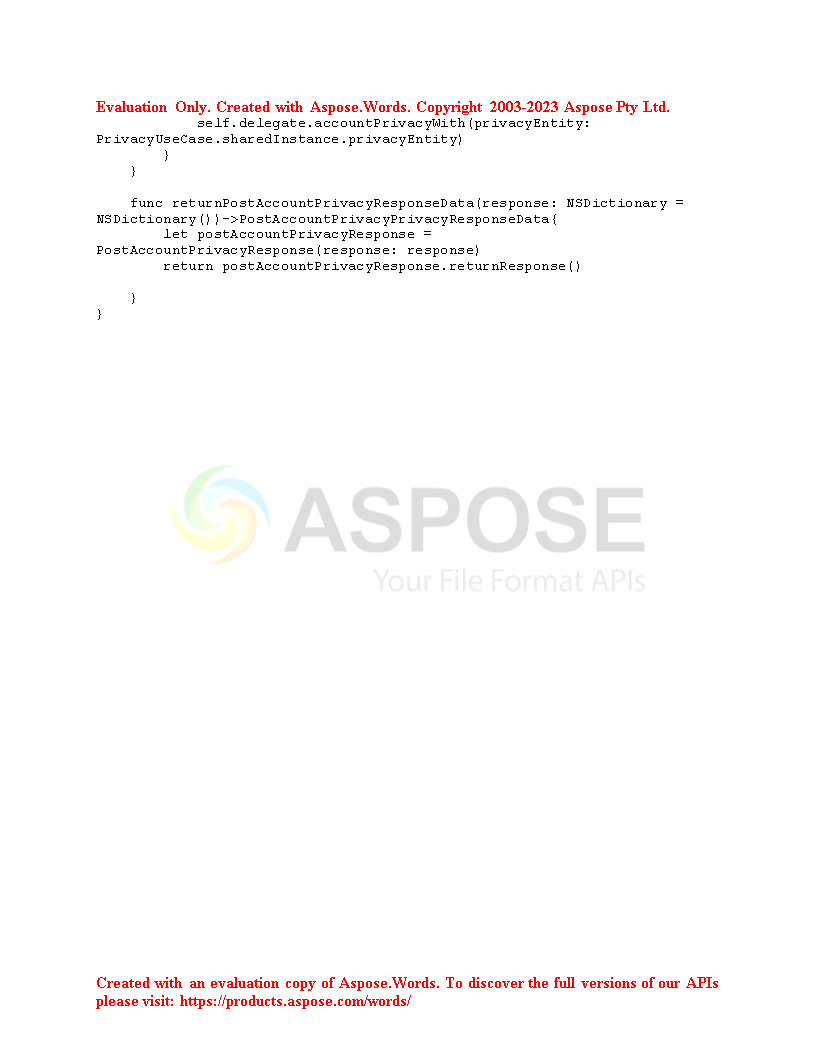 Evaluation Only. Created with Aspose.Words. Copyright 2003-2023 Aspose Pty Ltd.
            self.delegate.accountPrivacyWith(privacyEntity:
PrivacyUseCase.sharedInstance.privacyEntity)
        }
    }

    func returnPostAccountPrivacyResponseData(response: NSDictionary =
NSDictionary())->PostAccountPrivacyPrivacyResponseData{
        let postAccountPrivacyResponse =
PostAccountPrivacyResponse(response: response)
        return postAccountPrivacyResponse.returnResponse()

    }
}
ASPOSE
Your File Format APIs
Created with an evaluation copy of Aspose.Words. To discover the full versions of our APIs
please visit: https://products.aspose.com/words/